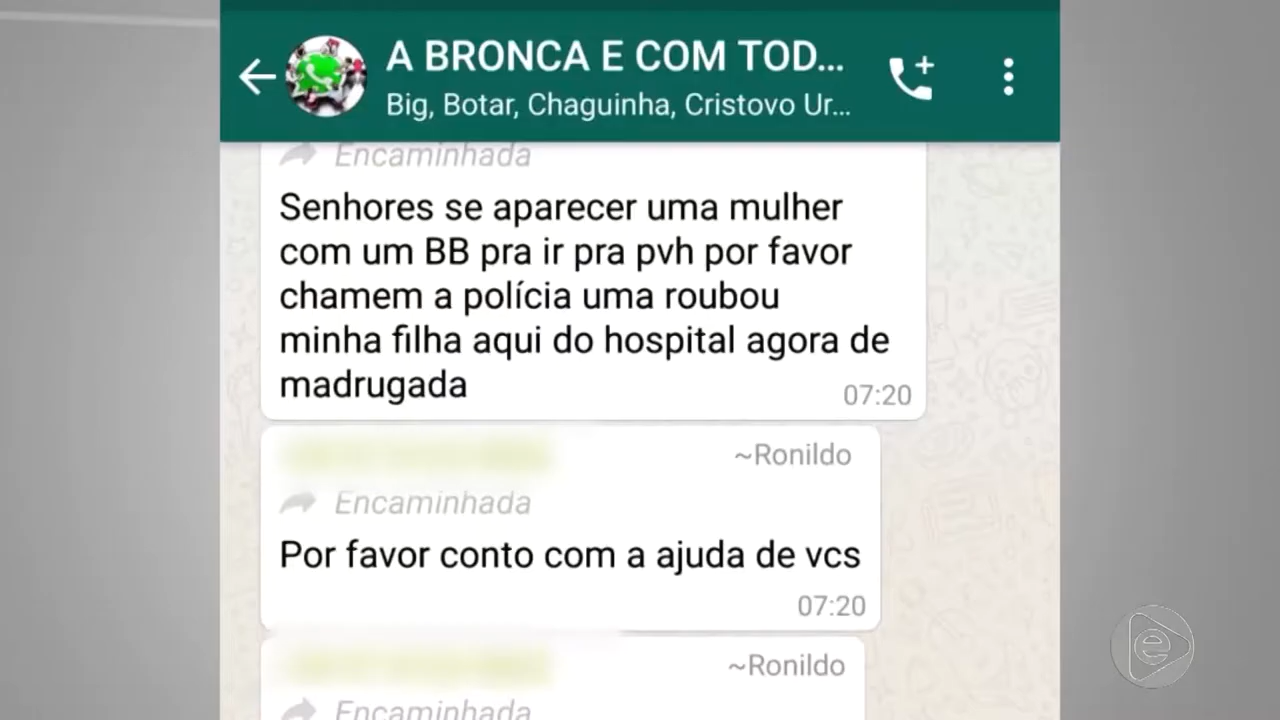 A BRONCA E COM TOD...
Big, Botar, Chaguinha, Cristovo Ur...
Encaminhada
Senhores se aparecer uma mulher
com um BB pra ir pra pvh por favor
chamem a polícia uma roubou
minha filha aqui do hospital agora de
madrugada
07:20
~Ronildo
Encaminhada
Por favor conto com a ajuda de vcs
07:20
~Ronildo
Encaminhada
e